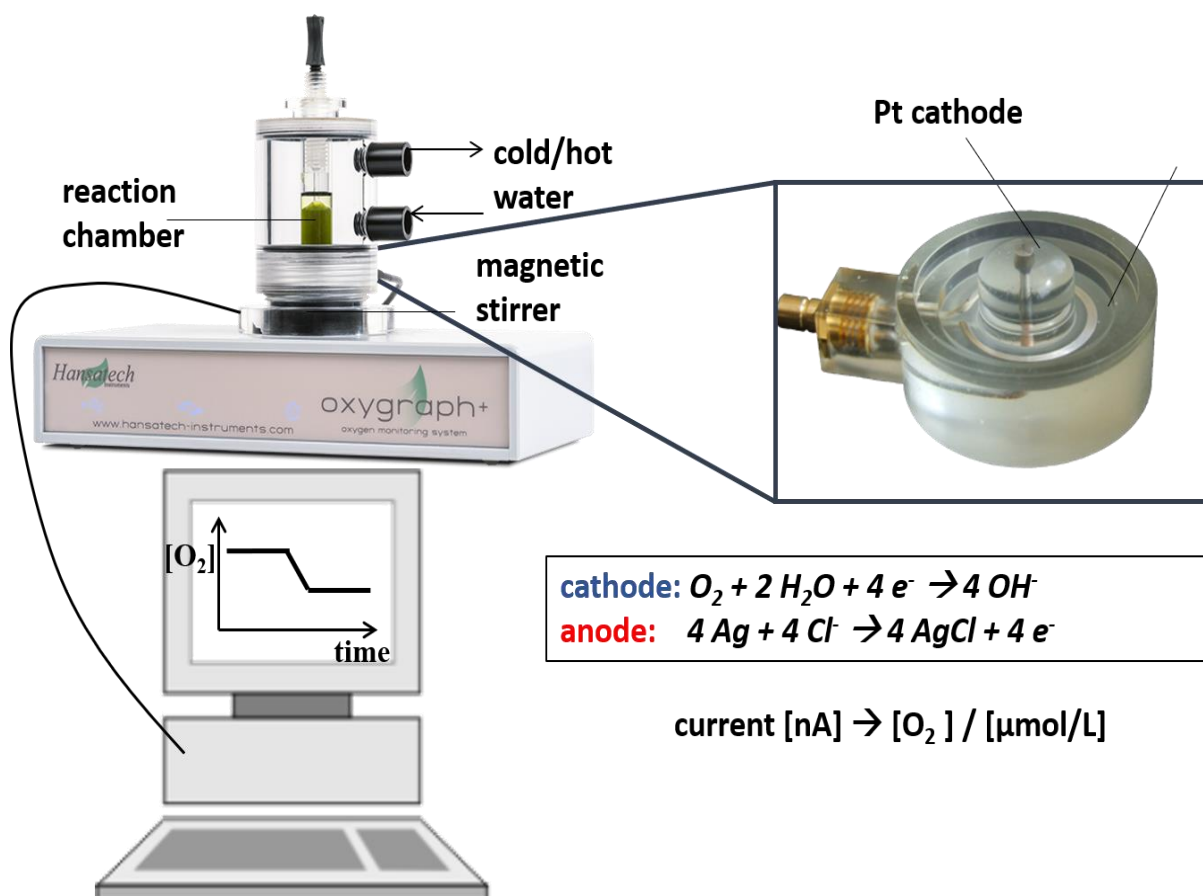 Pt cathode
cold/hot
water
reaction
chamber
magnetic
stirrer
Hansatech
Instruments
www.hansatech-instruments.com
oxygraph+
oxygen monitoring system
[O₂]
time
cathode: O₂ + 2 H₂O + 4 e⁻ → 4 OH⁻
anode: 4 Ag + 4 Cl⁻ → 4 AgCl + 4 e⁻
current [nA] → [O₂ ] / [µmol/L]